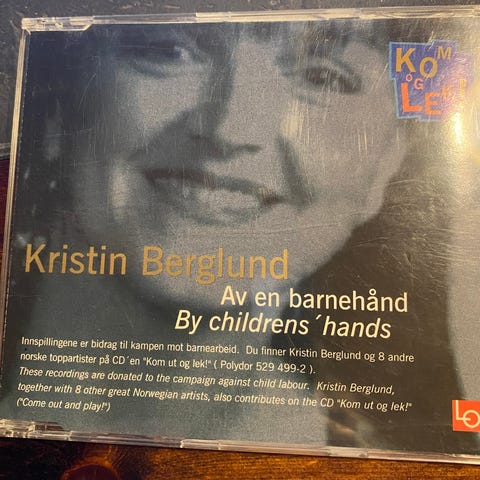 KOM
OG
LEK!
Kristin Berglund
Av en barnehånd
By childrens´hands
Innspillingene er bidrag til kampen mot barnearbeid. Du finner Kristin Berglund og 8 andre
norske toppartister på CD´en "Kom ut og lek!" ( Polydor 529 499-2 ).
These recordings are donated to the campaign against child labour. Kristin Berglund,
together with 8 other great Norwegian artists, also contributes on the CD "Kom ut og lek!"
("Come out and play!")
LO